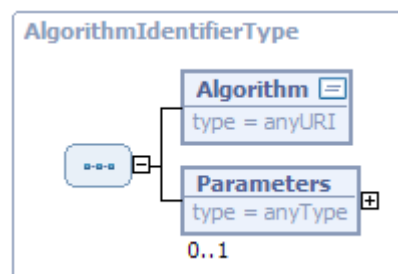 AlgorithmIdentifierType
Algorithm
type = anyURI
Parameters
type = anyType
0..1